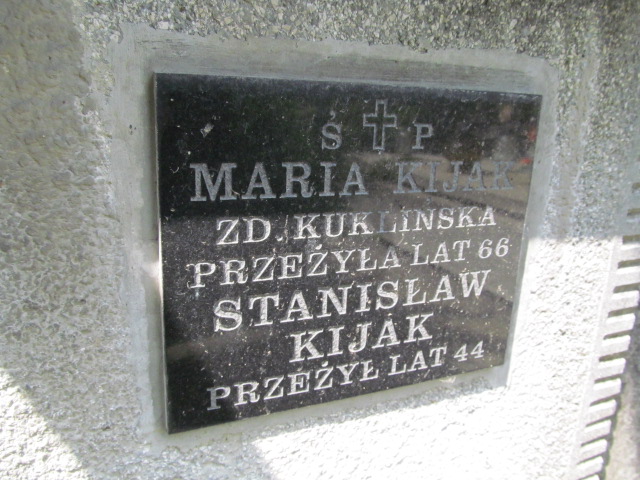 Ś P
MARIA KIJAK
ZD. KUKLIŃSKA
PRZEŻYŁA LAT 66
STANISŁAW
KIJAK
PRZEŻYŁ LAT 44